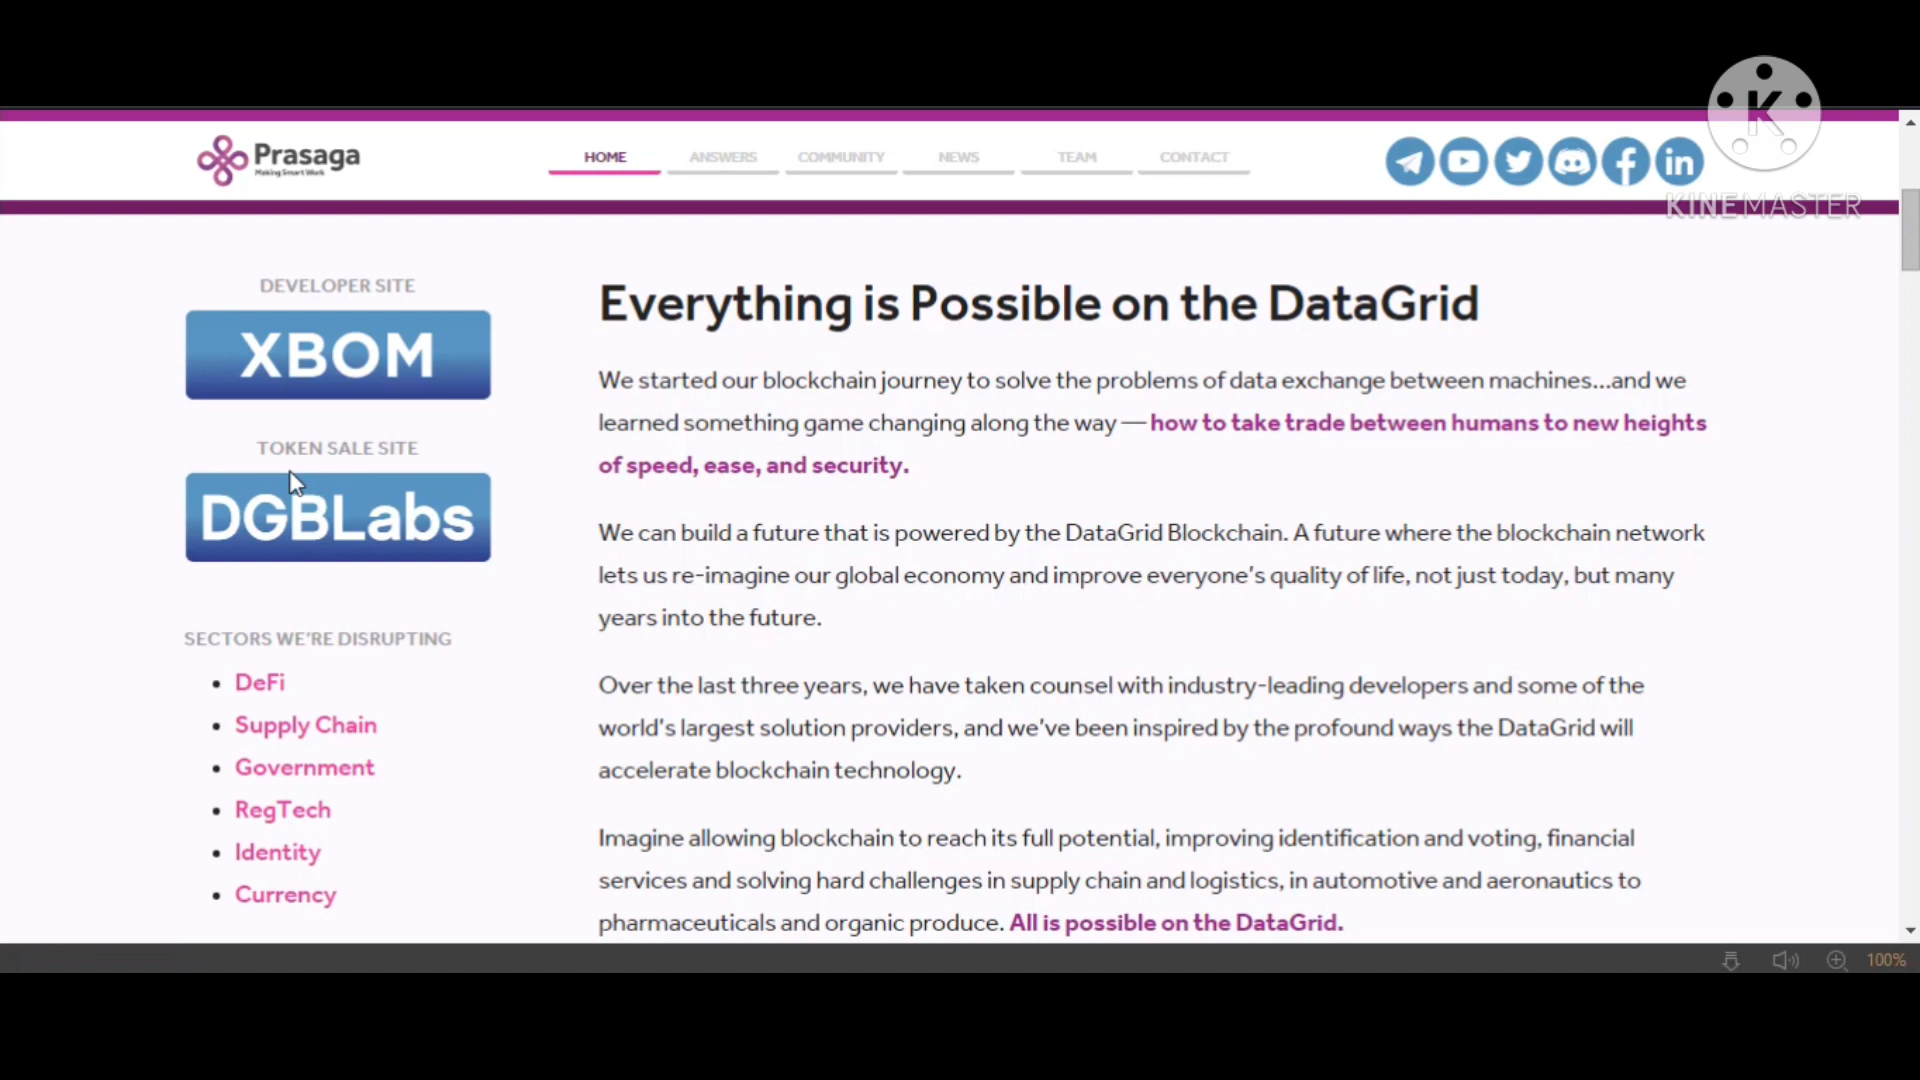 Prasaga
Making Smart Work
HOME
ANSWERS
COMMUNITY
NEWS
TEAM
CONTACT
K
KINEMASTER
DEVELOPER SITE
XBOM
TOKEN SALE SITE
DGBLabs
SECTORS WE'RE DISRUPTING
• DeFi
• Supply Chain
• Government
• RegTech
• Identity
• Currency
Everything is Possible on the DataGrid
We started our blockchain journey to solve the problems of data exchange between machines...and we
learned something game changing along the way — how to take trade between humans to new heights
of speed, ease, and security.
We can build a future that is powered by the DataGrid Blockchain. A future where the blockchain network
lets us re-imagine our global economy and improve everyone's quality of life, not just today, but many
years into the future.
Over the last three years, we have taken counsel with industry-leading developers and some of the
world's largest solution providers, and we've been inspired by the profound ways the DataGrid will
accelerate blockchain technology.
Imagine allowing blockchain to reach its full potential, improving identification and voting, financial
services and solving hard challenges in supply chain and logistics, in automotive and aeronautics to
pharmaceuticals and organic produce. All is possible on the DataGrid.
100%